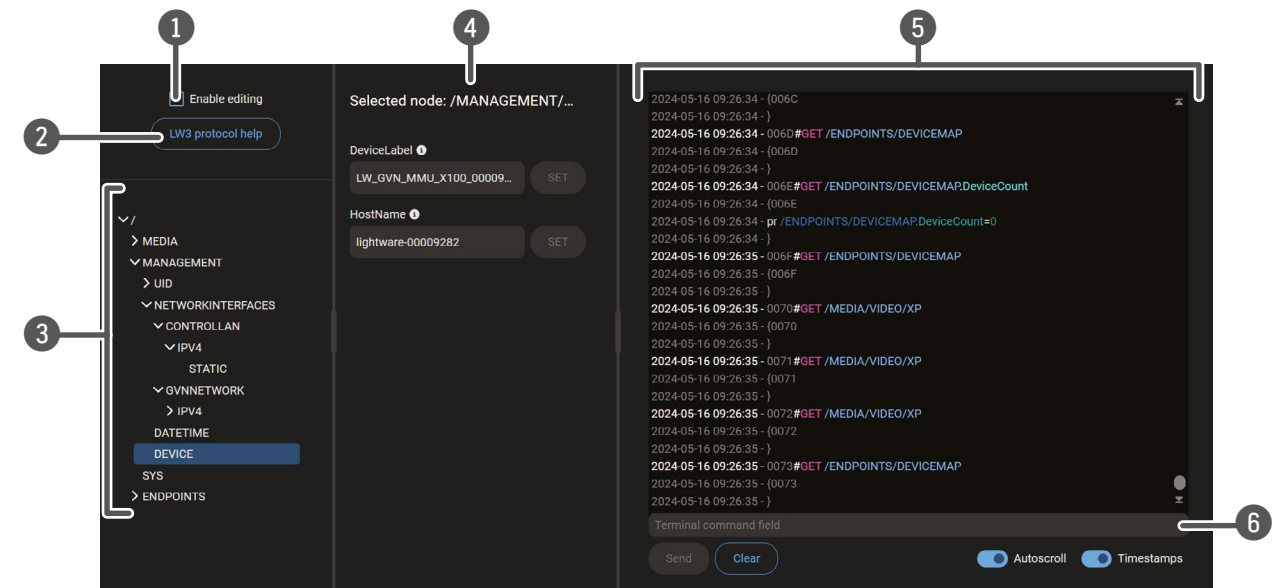 1
4
5
Enable editing
2
LW3 protocol help
3
/
MEDIA
MANAGEMENT
UID
NETWORKINTERFACES
CONTROLLAN
IPV4
STATIC
GVNNETWORK
IPV4
DATETIME
DEVICE
SYS
ENDPOINTS
Selected node: /MANAGEMENT/...
DeviceLabel
LW_GVN_MMU_X100_00009...
SET
HostName
lightware-00009282
SET
2024-05-16 09:26:34 - {006C
2024-05-16 09:26:34 - }
2024-05-16 09:26:34 - 006D#GET /ENDPOINTS/DEVICEMAP
2024-05-16 09:26:34 - {006D
2024-05-16 09:26:34 - }
2024-05-16 09:26:34 - 006E#GET /ENDPOINTS/DEVICEMAP.DeviceCount
2024-05-16 09:26:34 - {006E
2024-05-16 09:26:34 - pr /ENDPOINTS/DEVICEMAP.DeviceCount=0
2024-05-16 09:26:34 - }
2024-05-16 09:26:35 - 006F#GET /ENDPOINTS/DEVICEMAP
2024-05-16 09:26:35 - {006F
2024-05-16 09:26:35 - }
2024-05-16 09:26:35 - 0070#GET /MEDIA/VIDEO/XP
2024-05-16 09:26:35 - {0070
2024-05-16 09:26:35 - }
2024-05-16 09:26:35 - 0071#GET /MEDIA/VIDEO/XP
2024-05-16 09:26:35 - {0071
2024-05-16 09:26:35 - }
2024-05-16 09:26:35 - 0072#GET /MEDIA/VIDEO/XP
2024-05-16 09:26:35 - {0072
2024-05-16 09:26:35 - }
2024-05-16 09:26:35 - 0073#GET /ENDPOINTS/DEVICEMAP
2024-05-16 09:26:35 - {0073
2024-05-16 09:26:35 - }
Terminal command field
6
Send
Clear
Autoscroll
Timestamps